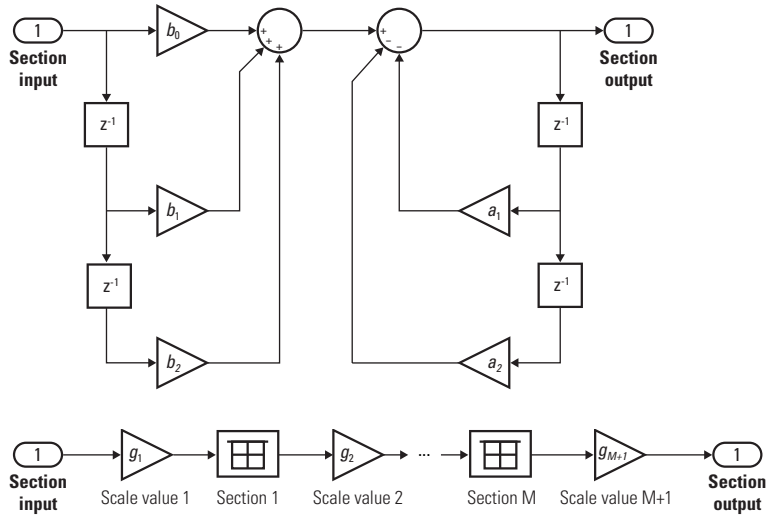 1
b0
+
+
+
+
−
−
1
Section
input
Section
output
z-1
z-1
b1
a1
z-1
z-1
b2
a2
1
g1
g2
...
gM+1
1
Section
input
Scale value 1
Section 1
Scale value 2
Section M
Scale value M+1
Section
output